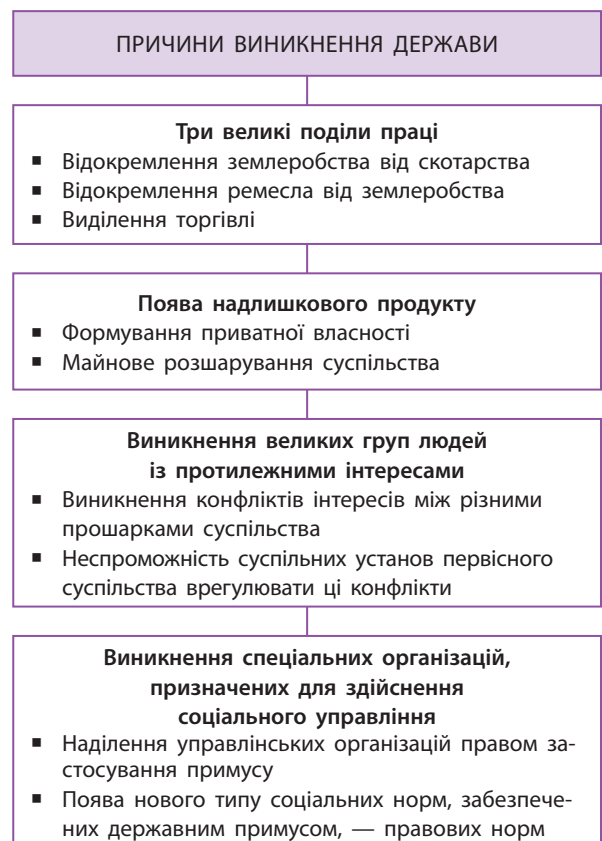 ПРИЧИНИ ВИНИКНЕННЯ ДЕРЖАВИ
Три великі поділи праці
▪ Відокремлення землеробства від скотарства
▪ Відокремлення ремесла від землеробства
▪ Виділення торгівлі
Поява надлишкового продукту
▪ Формування приватної власності
▪ Майнове розшарування суспільства
Виникнення великих груп людей
із протилежними інтересами
▪ Виникнення конфліктів інтересів між різними
прошарками суспільства
▪ Неспроможність суспільних установ первісного
суспільства врегулювати ці конфлікти
Виникнення спеціальних організацій,
призначених для здійснення
соціального управління
▪ Наділення управлінських організацій правом за-
стосування примусу
▪ Поява нового типу соціальних норм, забезпече-
них державним примусом, — правових норм